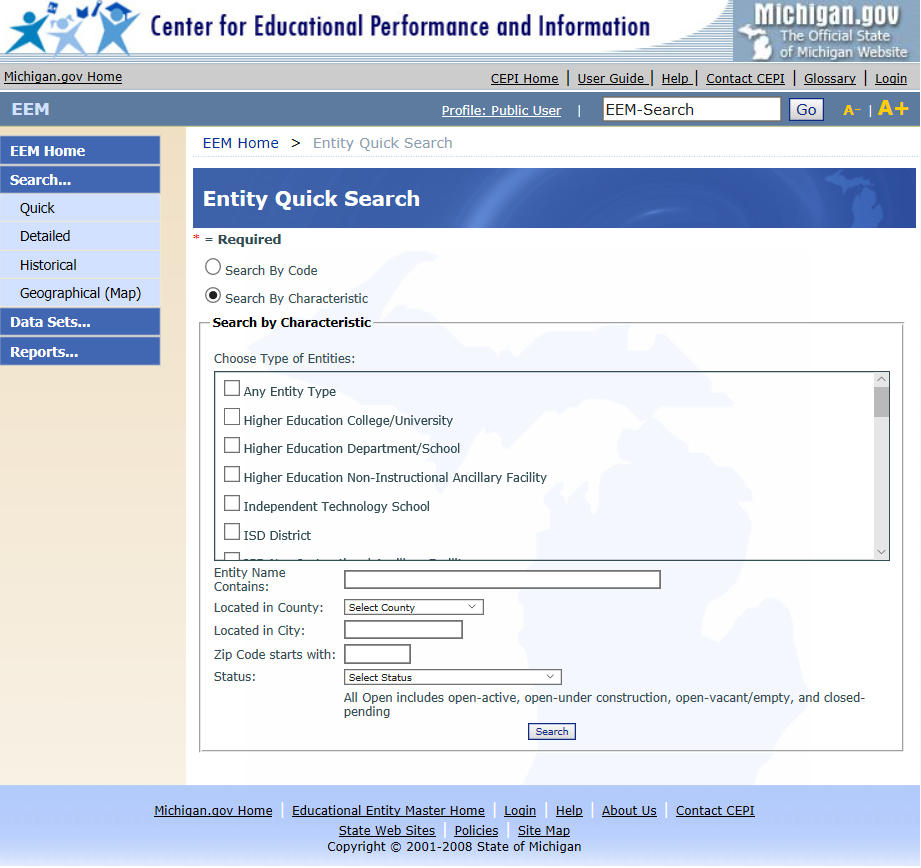 Center for Educational Performance and Information
Michigan.gov
The Official State
of Michigan Website
Michigan.gov Home
CEPI Home | User Guide | Help | Contact CEPI | Glossary | Login
EEM
Profile: Public User | EEM-Search Go A- | A+
EEM Home
Search...
Quick
Detailed
Historical
Geographical (Map)
Data Sets...
Reports...
EEM Home > Entity Quick Search
Entity Quick Search
* = Required
Search By Code
Search By Characteristic
Search by Characteristic
Choose Type of Entities:
Any Entity Type
Higher Education College/University
Higher Education Department/School
Higher Education Non-Instructional Ancillary Facility
Independent Technology School
ISD District
Entity Name
Contains:
Located in County: Select County
Located in City:
Zip Code starts with:
Status: Select Status
All Open includes open-active, open-under construction, open-vacant/empty, and closed-
pending
Search
Michigan.gov Home | Educational Entity Master Home | Login | Help | About Us | Contact CEPI
State Web Sites | Policies | Site Map
Copyright © 2001-2008 State of Michigan